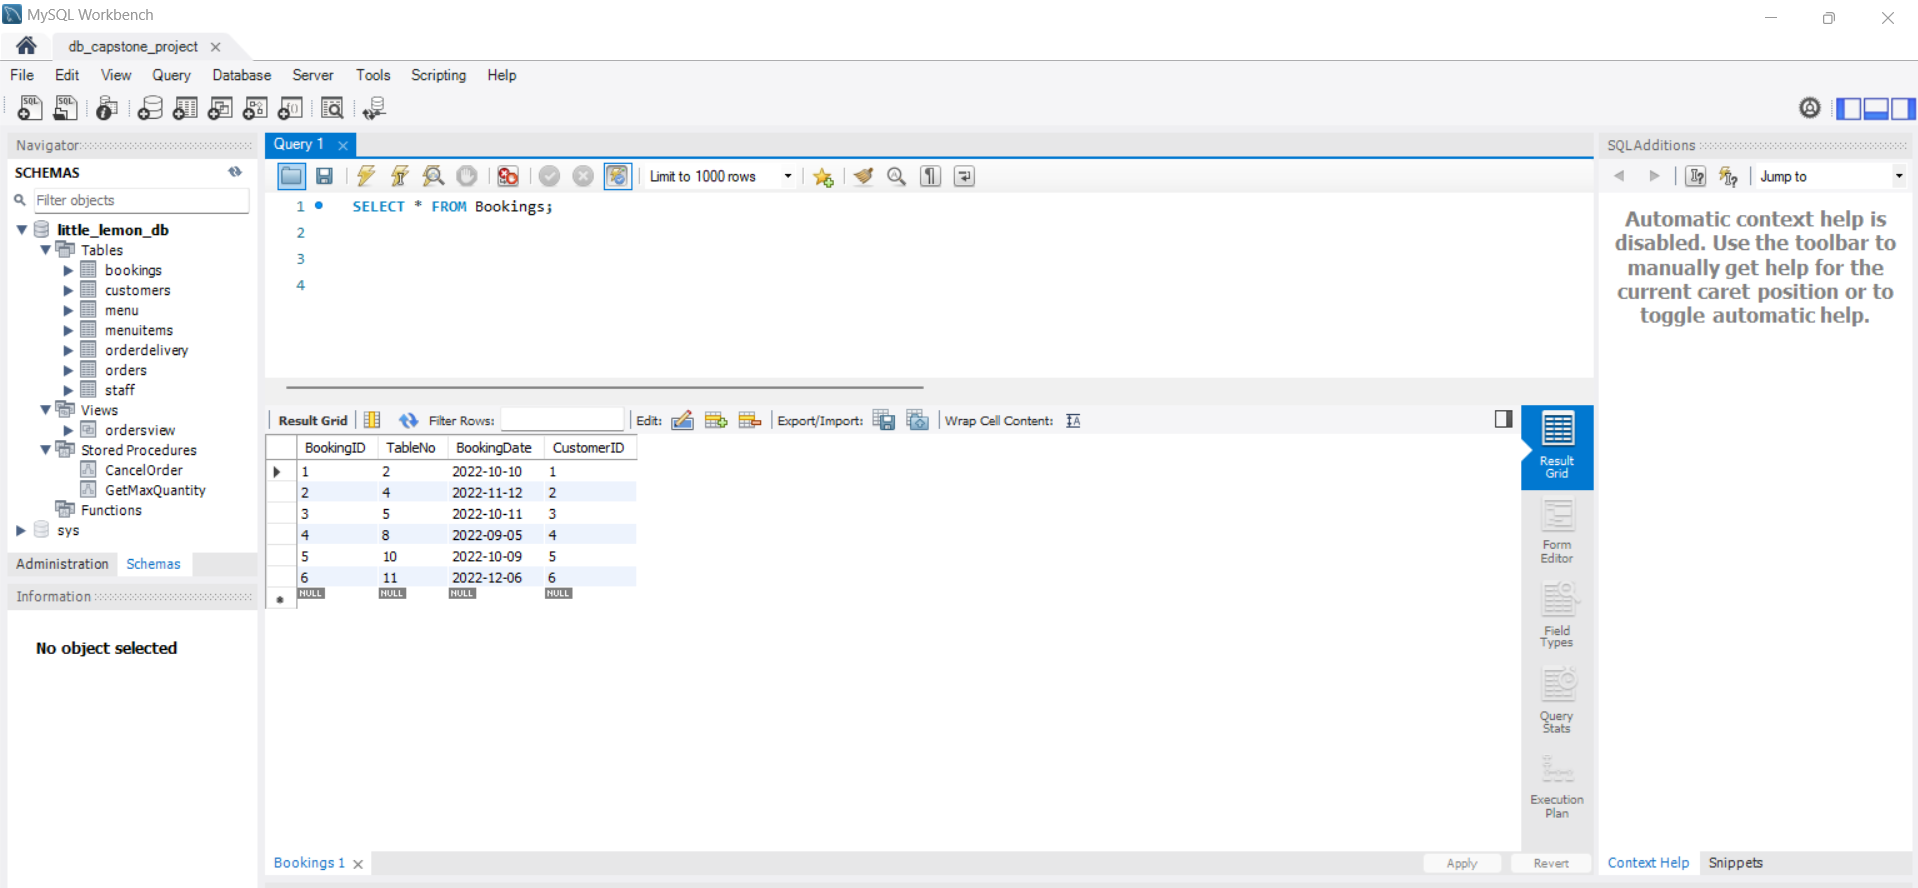 MySQL Workbench
db_capstone_project
File Edit View Query Database Server Tools Scripting Help
Navigator
SCHEMAS
Filter objects
little_lemon_db
Tables
bookings
customers
menu
menuitems
orderdelivery
orders
staff
Views
ordersview
Stored Procedures
CancelOrder
GetMaxQuantity
Functions
sys
Administration Schemas
Information
No object selected
Query 1
Limit to 1000 rows
1 SELECT * FROM Bookings;
2
3
4
Result Grid Filter Rows: Edit: Export/Import: Wrap Cell Content:
BookingID TableNo BookingDate CustomerID
1 2 2022-10-10 1
2 4 2022-11-12 2
3 5 2022-10-11 3
4 8 2022-09-05 4
5 10 2022-10-09 5
6 11 2022-12-06 6
NULL NULL NULL NULL
Result
Grid
Form
Editor
Field
Types
Query
Stats
Execution
Plan
Bookings 1
Apply Revert
SQLAdditions
Jump to
Automatic context help is
disabled. Use the toolbar to
manually get help for the
current caret position or to
toggle automatic help.
Context Help Snippets